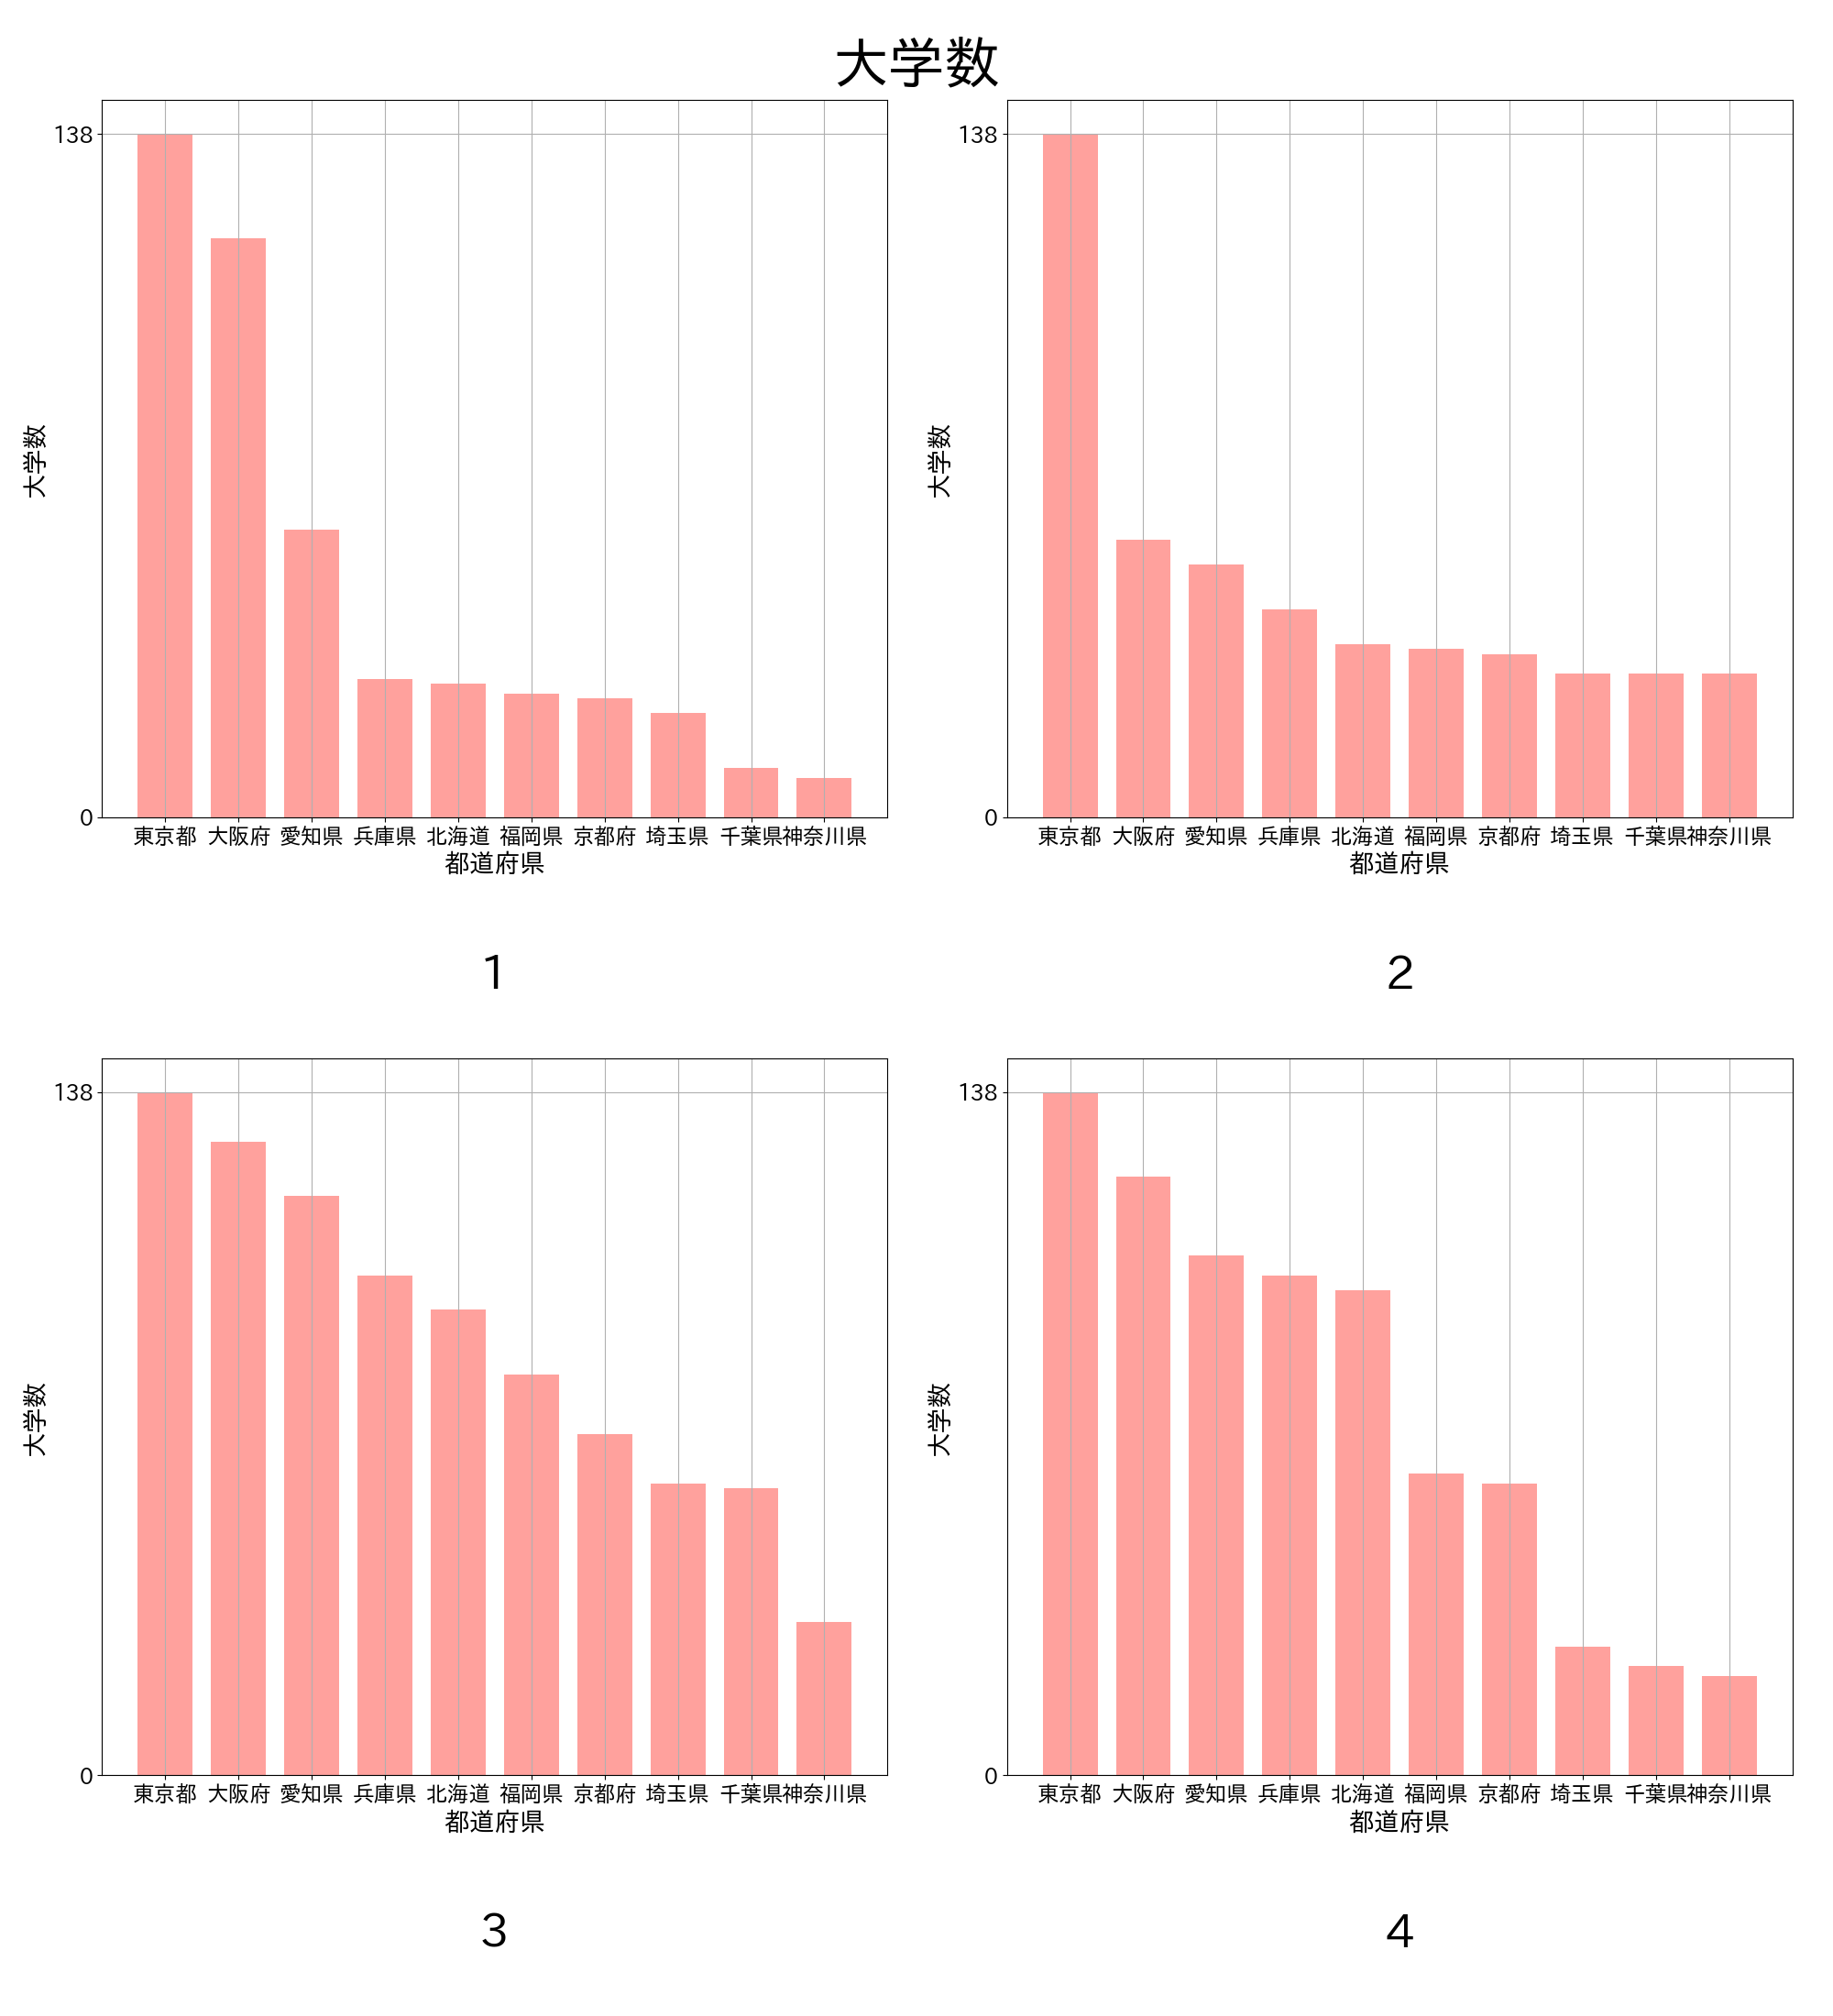 大学数
138
0
大学数
東京都 大阪府 愛知県 兵庫県 北海道 福岡県 京都府 埼玉県 千葉県 神奈川県
都道府県
1
138
0
大学数
東京都 大阪府 愛知県 兵庫県 北海道 福岡県 京都府 埼玉県 千葉県 神奈川県
都道府県
2
138
0
大学数
東京都 大阪府 愛知県 兵庫県 北海道 福岡県 京都府 埼玉県 千葉県 神奈川県
都道府県
3
138
0
大学数
東京都 大阪府 愛知県 兵庫県 北海道 福岡県 京都府 埼玉県 千葉県 神奈川県
都道府県
4